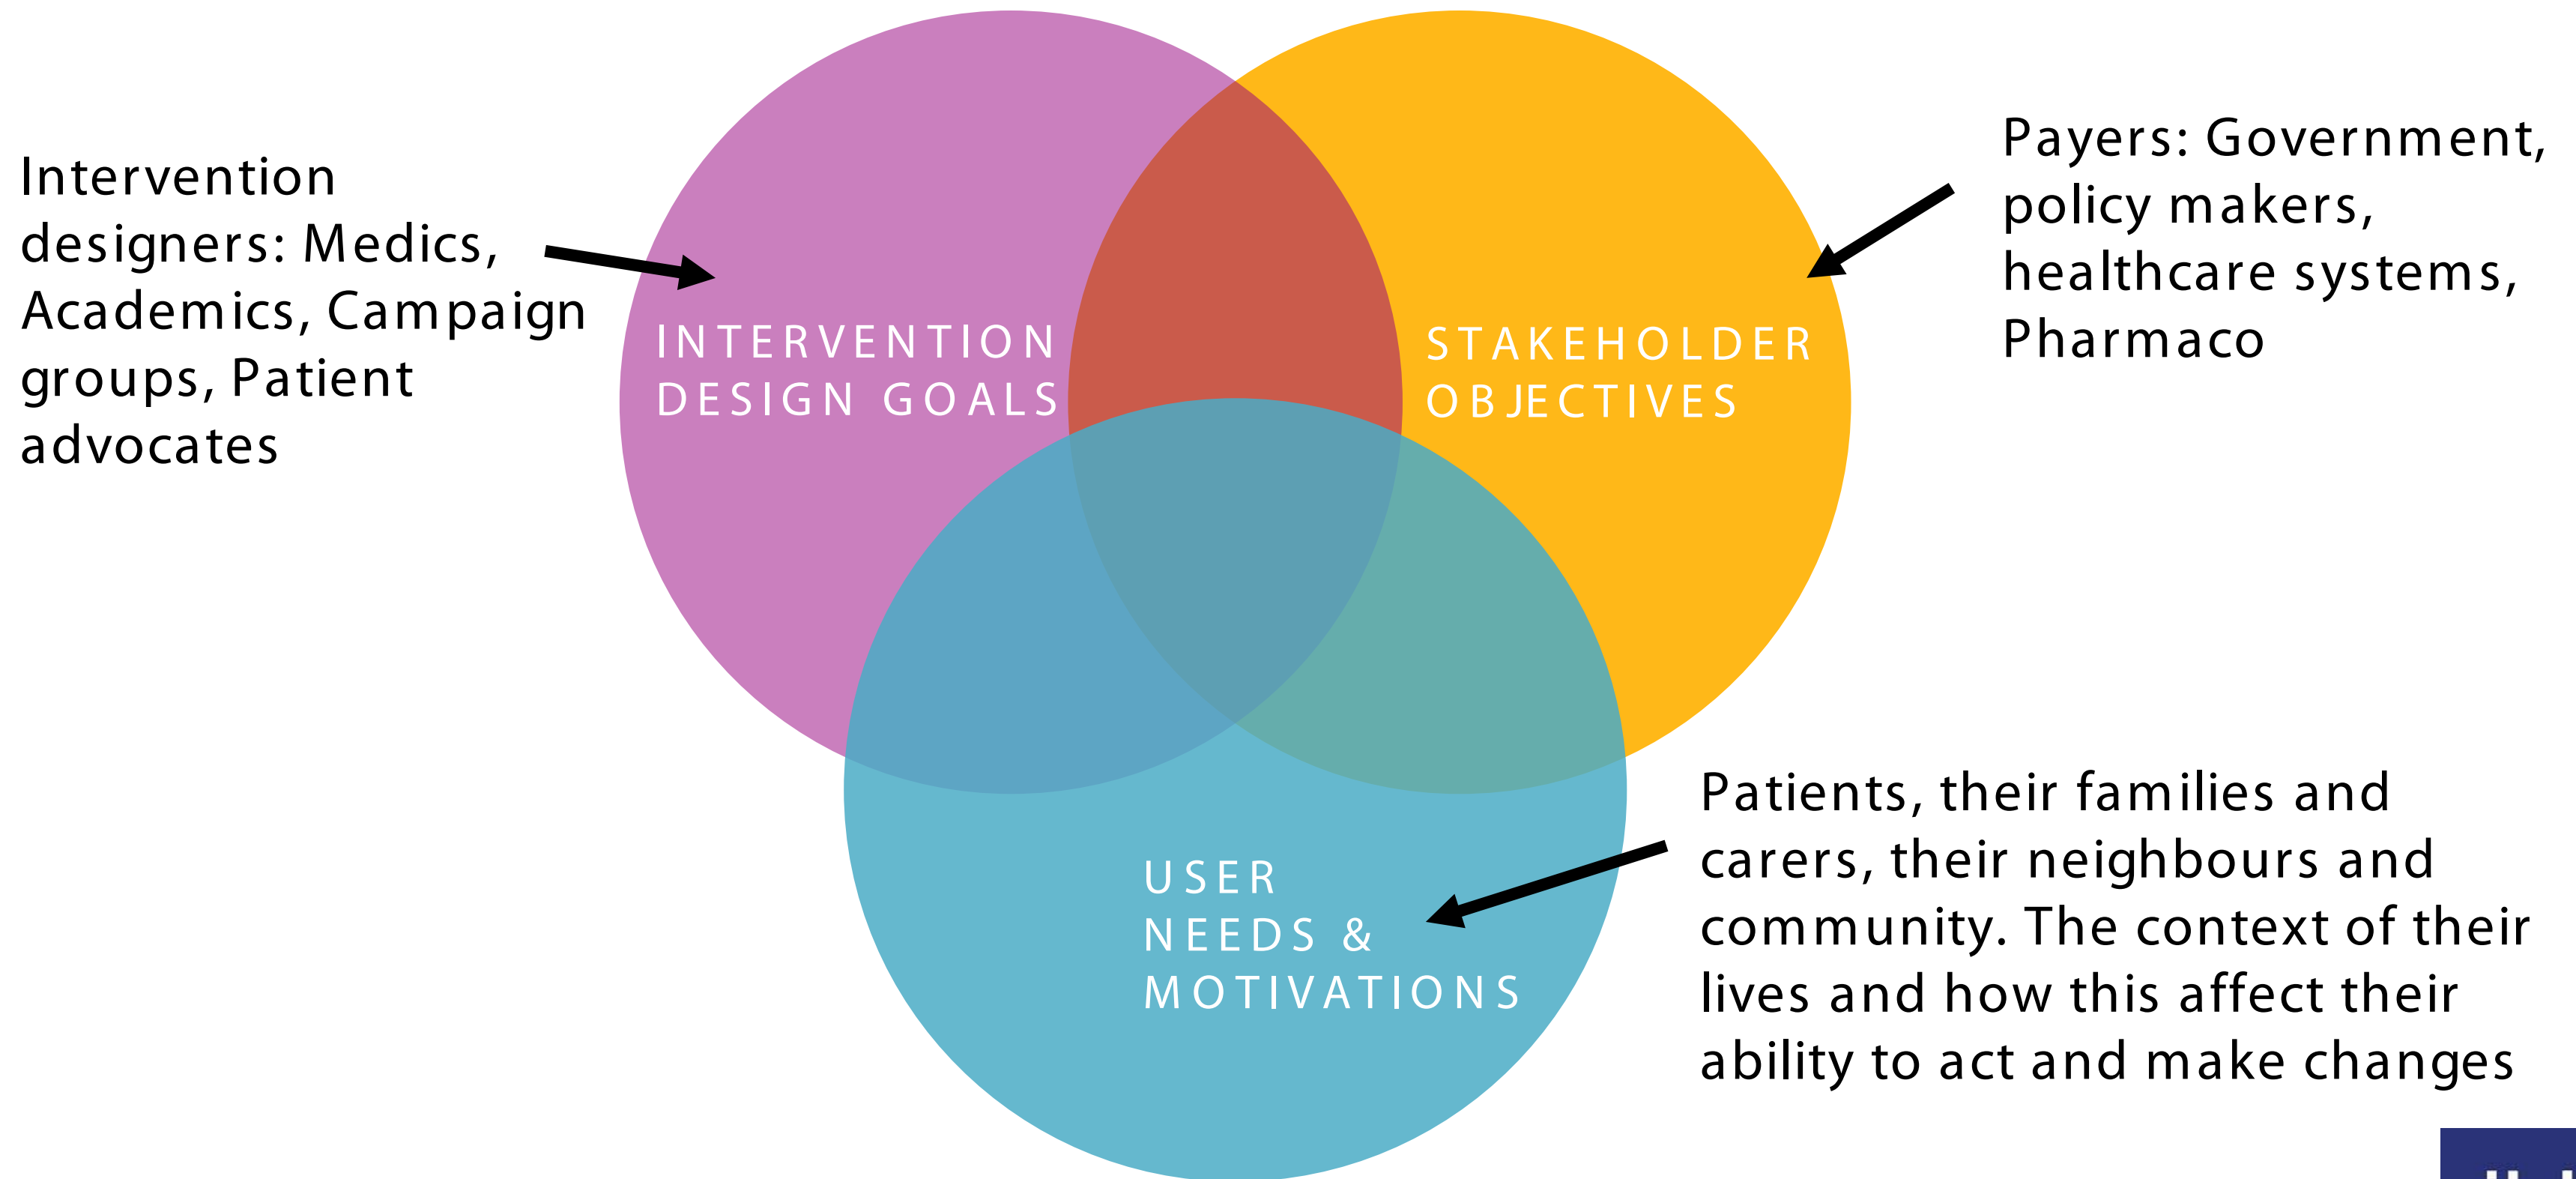 Intervention
designers: Medics,
Academics, Campaign
groups, Patient
advocates
INTERVENTION
DESIGN GOALS
STAKEHOLDER
OBJECTIVES
Payers: Government,
policy makers,
healthcare systems,
Pharmaco
USER
NEEDS &
MOTIVATIONS
Patients, their families and
carers, their neighbours and
community. The context of their
lives and how this affect their
ability to act and make changes